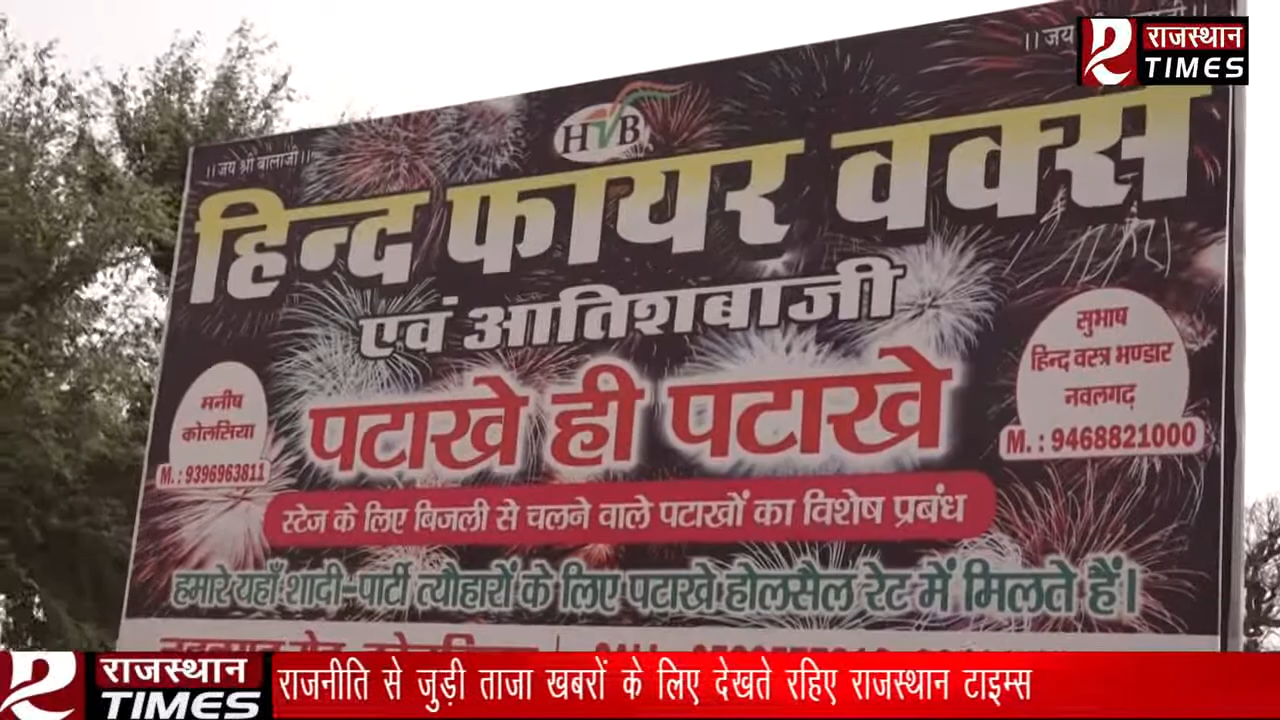 ।।जय श्री बालाजी।।
।।जय
राजस्थान
TIMES
HVB
हिन्द फायर वर्क्स
एवं आतिशबाजी
मनीष
कोलसिया
M. : 9396963811
पटाखे ही पटाखे
सुभाष
हिन्द वस्त्र भण्डार
नवलगढ़
M. : 9468821000
स्टेज के लिए बिजली से चलने वाले पटाखों का विशेष प्रबंध
हमारे यहाँ शादी-पार्टी त्यौहारों के लिए पटाखे होलसैल रेट में मिलते हैं।
राजस्थान
TIMES
राजनीति से जुड़ी ताजा खबरों के लिए देखते रहिए राजस्थान टाइम्स